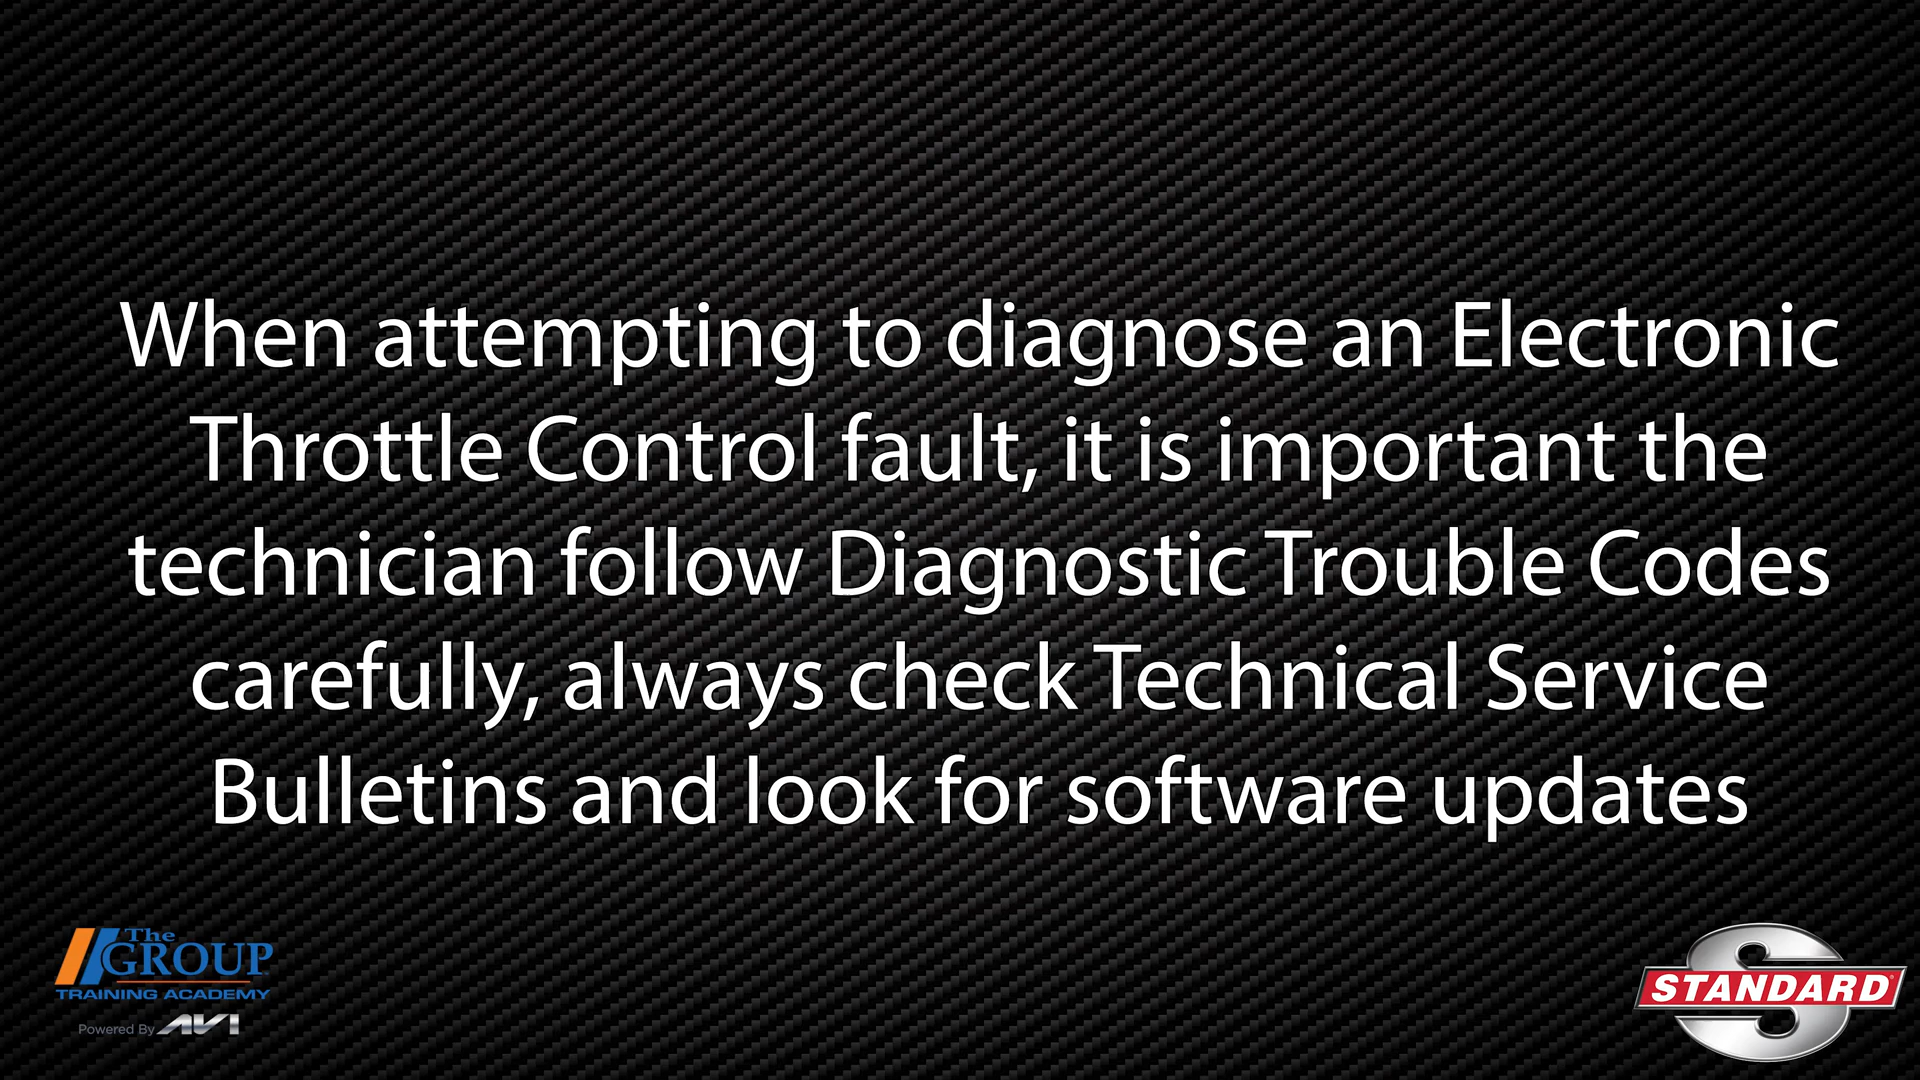 When attempting to diagnose an Electronic
Throttle Control fault, it is important the
technician follow Diagnostic Trouble Codes
carefully, always check Technical Service
Bulletins and look for software updates
The
GROUP
TRAINING ACADEMY
Powered By AVI
STANDARD